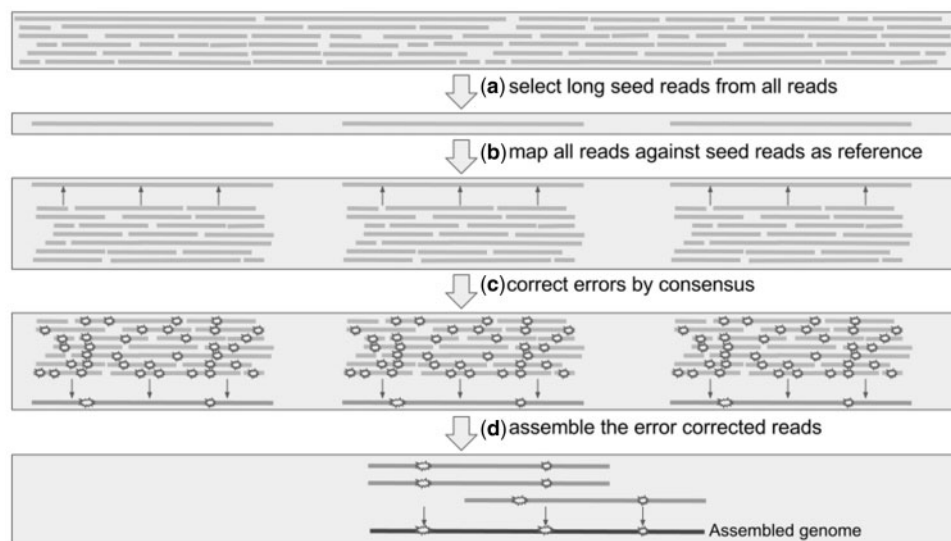 (a) select long seed reads from all reads
(b) map all reads against seed reads as reference
(c) correct errors by consensus
(d) assemble the error corrected reads
Assembled genome